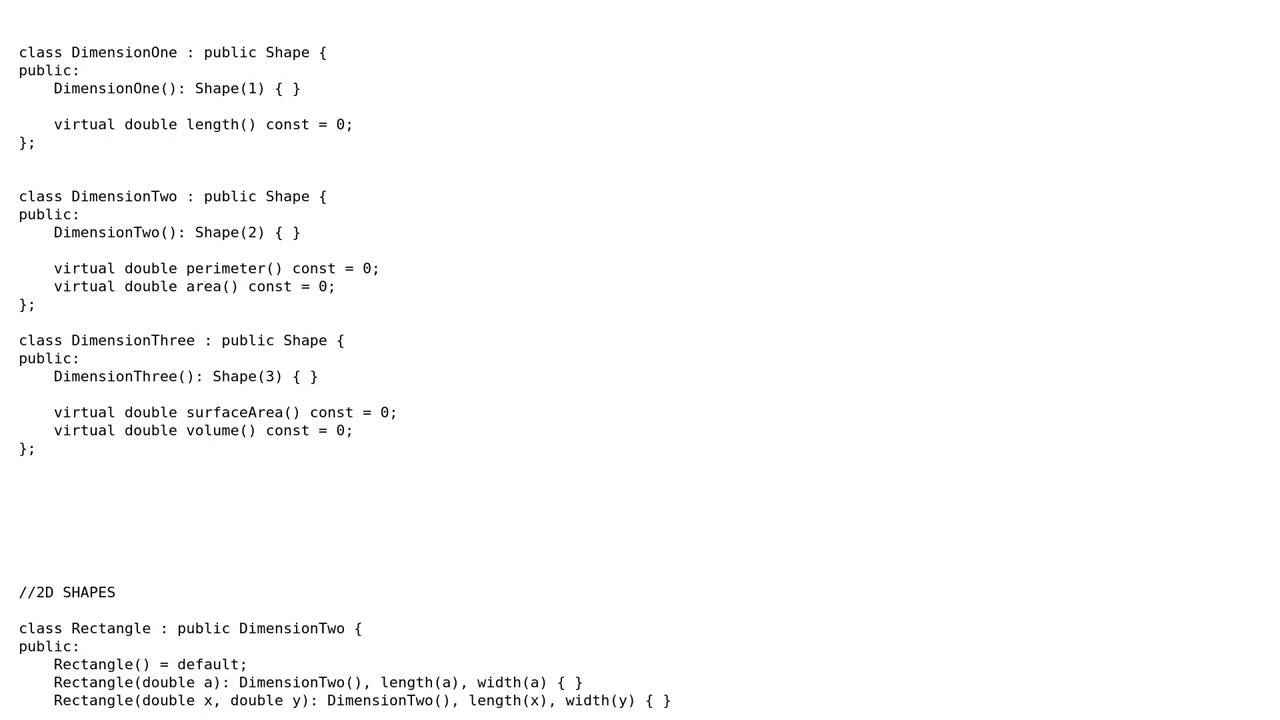 class DimensionOne : public Shape {
public:
    DimensionOne(): Shape(1) { }
    virtual double length() const = 0;
};
class DimensionTwo : public Shape {
public:
    DimensionTwo(): Shape(2) { }
    virtual double perimeter() const = 0;
    virtual double area() const = 0;
};
class DimensionThree : public Shape {
public:
    DimensionThree(): Shape(3) { }
    virtual double surfaceArea() const = 0;
    virtual double volume() const = 0;
};
//2D SHAPES
class Rectangle : public DimensionTwo {
public:
    Rectangle() = default;
    Rectangle(double a): DimensionTwo(), length(a), width(a) { }
    Rectangle(double x, double y): DimensionTwo(), length(x), width(y) { }